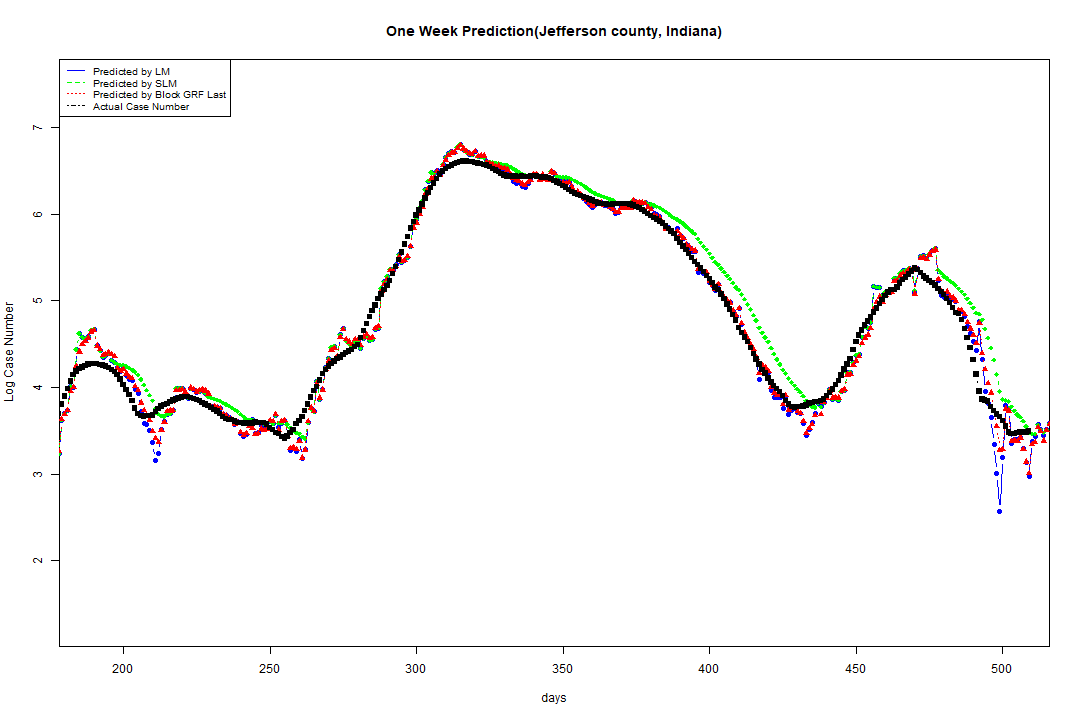 One Week Prediction(Jefferson county, Indiana)
Predicted by LM
Predicted by SLM
Predicted by Block GRF Last
Actual Case Number
7
6
5
4
3
2
Log Case Number
200 250 300 350 400 450 500
days